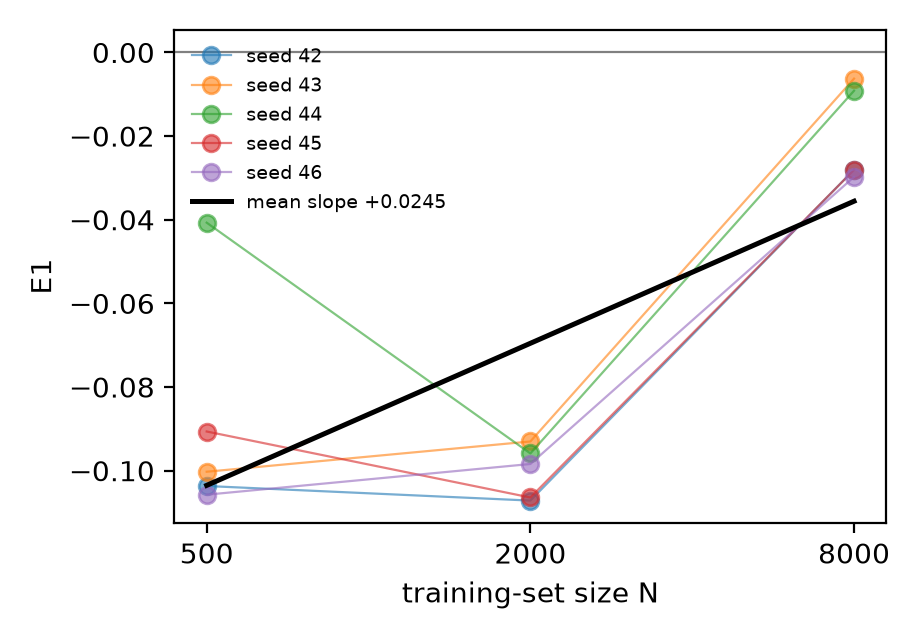 0.00
−0.02
−0.04
−0.06
−0.08
−0.10
E1
seed 42
seed 43
seed 44
seed 45
seed 46
mean slope +0.0245
500
2000
8000
training-set size N